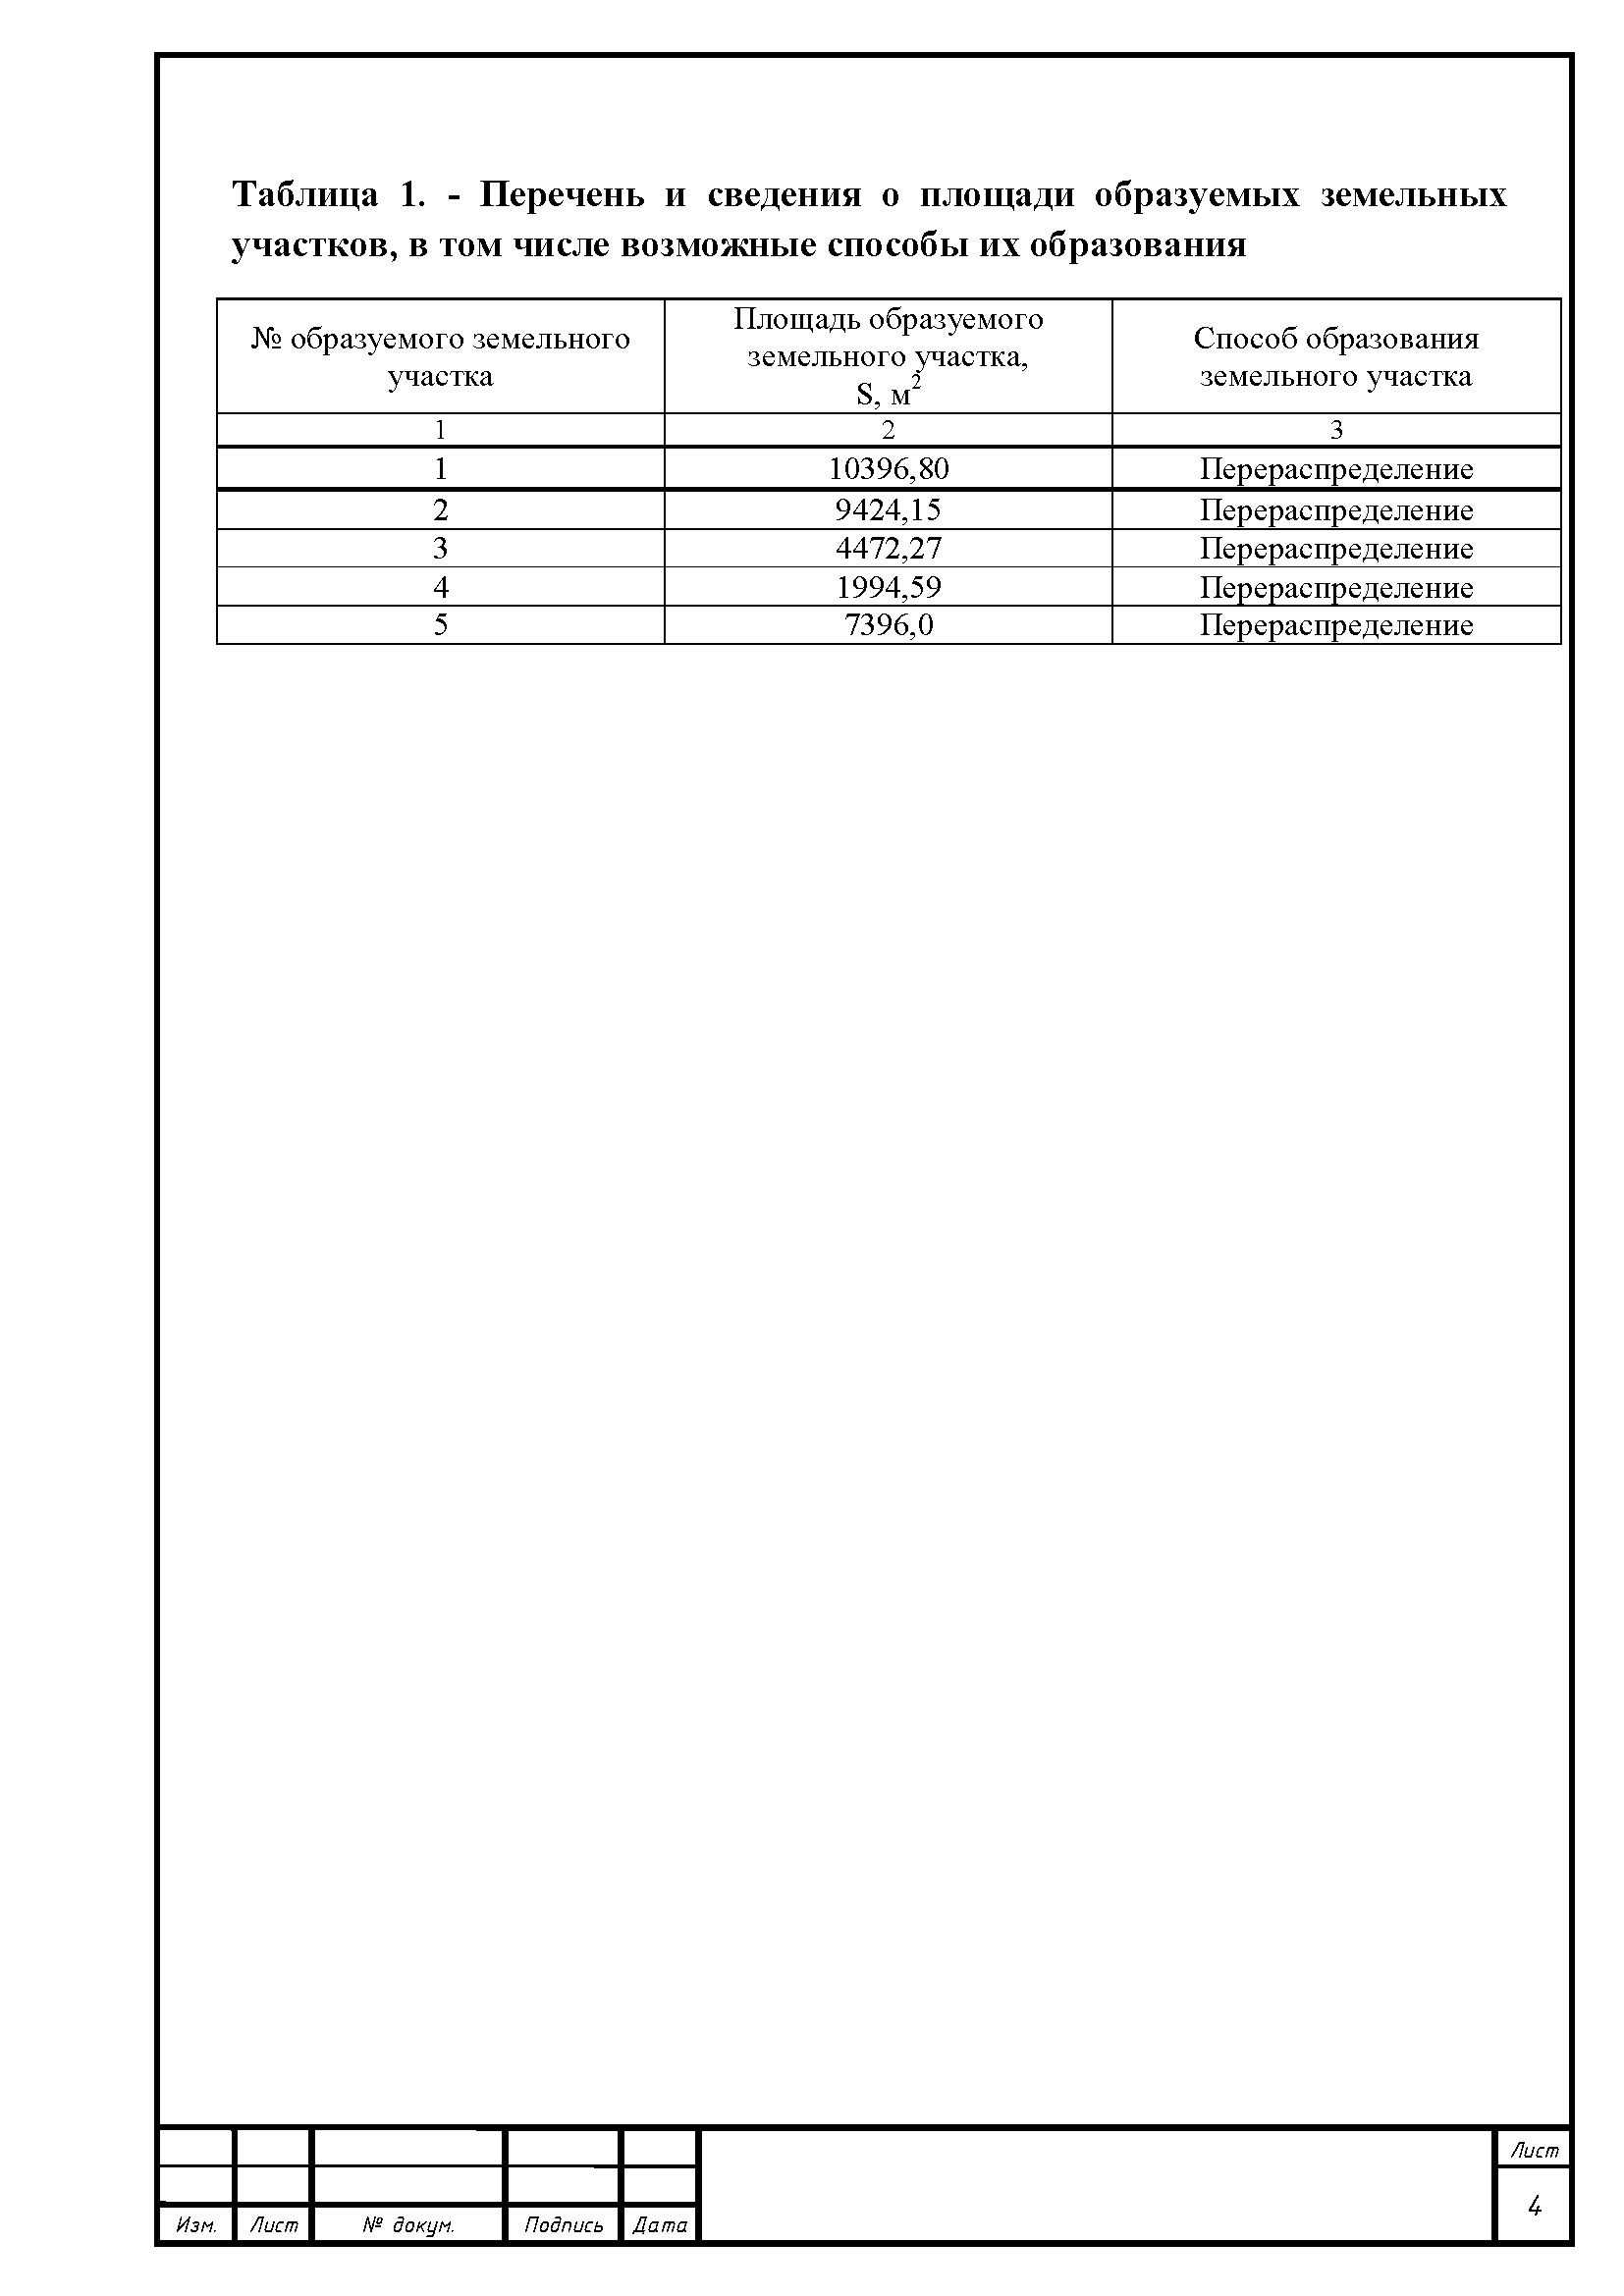 Таблица 1. - Перечень и сведения о площади образуемых земельных
участков, в том числе возможные способы их образования
№ образуемого земельного
участка
Площадь образуемого
земельного участка,
S, м²
Способ образования
земельного участка
1 2 3
1 10396,80 Перераспределение
2 9424,15 Перераспределение
3 4472,27 Перераспределение
4 1994,59 Перераспределение
5 7396,0 Перераспределение
Лист
4
Изм. Лист № докум. Подпись Дата